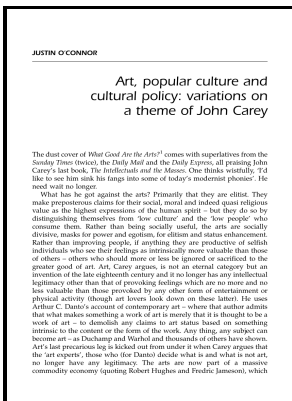 JUSTIN O'CONNOR
Art, popular culture and
cultural policy: variations on
a theme of John Carey
The dust cover of What Good Are the Arts?¹ comes with superlatives from the
Sunday Times (twice), the Daily Mail and the Daily Express, all praising John
Carey's last book, The Intellectuals and the Masses. One thinks wistfully, 'I'd
like to see him sink his fangs into some of today's modernist phonies'. He
need wait no longer.
What has he got against the arts? Primarily that they are elitist. They
make preposterous claims for their social, moral and indeed quasi religious
value as the highest expressions of the human spirit – but they do so by
distinguishing themselves from 'low culture' and the 'low people' who
consume them. Rather than being socially useful, the arts are socially
divisive, masks for power and egotism, for elitism and status enhancement.
Rather than improving people, if anything they are productive of selfish
individuals who see their feelings as intrinsically more valuable than those
of others – others who should more or less be ignored or sacrificed to the
greater good of art. Art, Carey argues, is not an eternal category but an
invention of the late eighteenth century and it no longer has any intellectual
legitimacy other than that of provoking feelings which are no more and no
less valuable than those provoked by any other form of entertainment or
physical activity (though art lovers look down on these latter). He uses
Arthur C. Danto's account of contemporary art – where that author admits
that what makes something a work of art is merely that it is thought to be a
work of art – to demolish any claims to art status based on something
intrinsic to the content or the form of the work. Any thing, any subject can
become art – as Duchamp and Warhol and thousands of others have shown.
Art's last precarious leg is kicked out from under it when Carey argues that
the 'art experts', those who (for Danto) decide what is and what is not art,
no longer have any legitimacy. The arts are now part of a massive
commodity economy (quoting Robert Hughes and Fredric Jameson), which